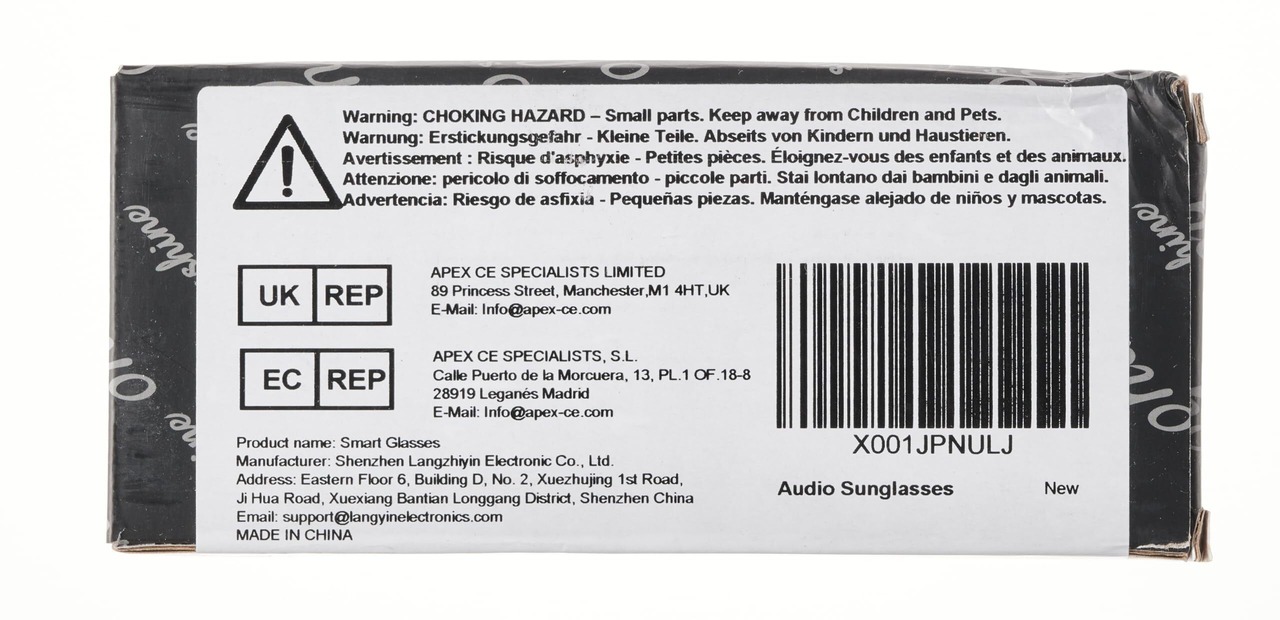 Warning: CHOKING HAZARD – Small parts. Keep away from Children and Pets.
Warnung: Erstickungsgefahr - Kleine Teile. Abseits von Kindern und Haustieren.
Avertissement : Risque d'asphyxie - Petites pièces. Éloignez-vous des enfants et des animaux.
Attenzione: pericolo di soffocamento - piccole parti. Stai lontano dai bambini e dagli animali.
Advertencia: Riesgo de asfixia - Pequeñas piezas. Manténgase alejado de niños y mascotas.
UK REP
APEX CE SPECIALISTS LIMITED
89 Princess Street, Manchester,M1 4HT,UK
E-Mail: Info@apex-ce.com
EC REP
APEX CE SPECIALISTS, S.L.
Calle Puerto de la Morcuera, 13, PL.1 OF.18-8
28919 Leganés Madrid
E-Mail: Info@apex-ce.com
X001JPNULJ
Audio Sunglasses New
Product name: Smart Glasses
Manufacturer: Shenzhen Langzhiyin Electronic Co., Ltd.
Address: Eastern Floor 6, Building D, No. 2, Xuezhujing 1st Road,
Ji Hua Road, Xuexiang Bantian Longgang District, Shenzhen China
Email: support@langyinelectronics.com
MADE IN CHINA
shine
hine